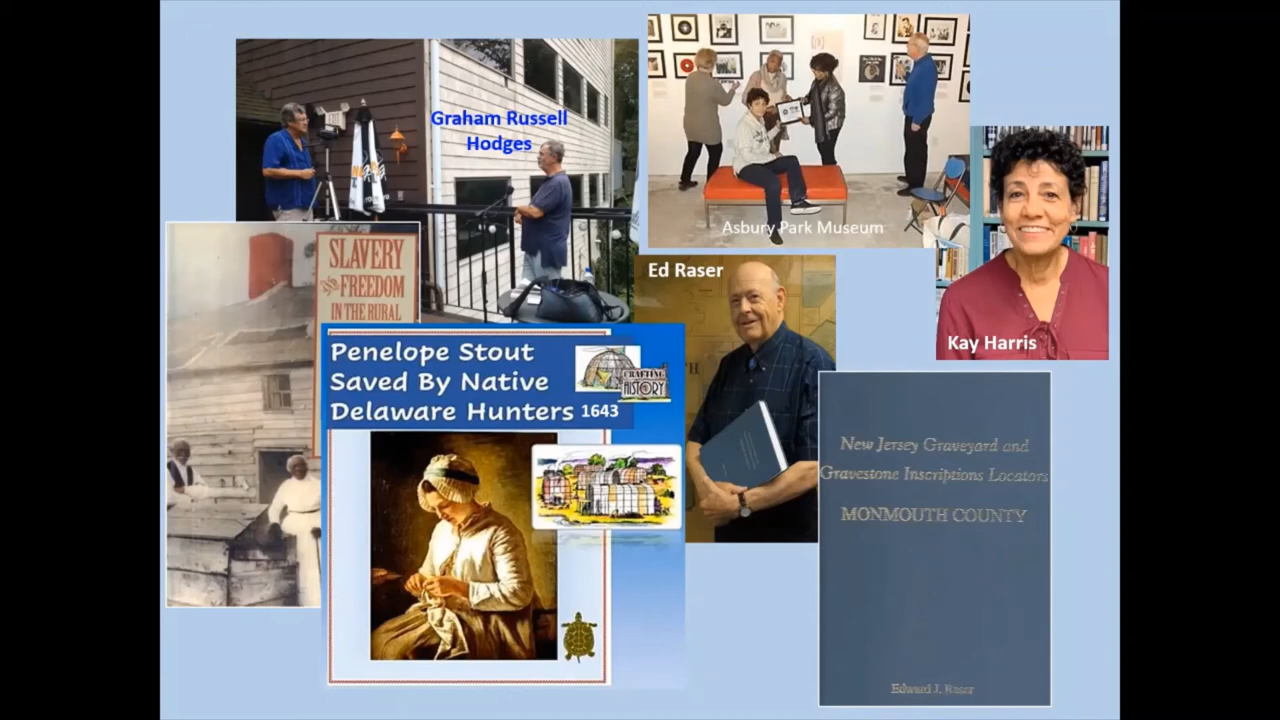 Graham Russell
Hodges
Asbury Park Museum
Kay Harris
Ed Raser
SLAVERY
and FREEDOM
IN THE RURAL
Penelope Stout
Saved By Native
Delaware Hunters 1643
CRAFTING
HISTORY
New Jersey Graveyard and
Gravestone Inscriptions Locators
MONMOUTH COUNTY
Edward J. Raser